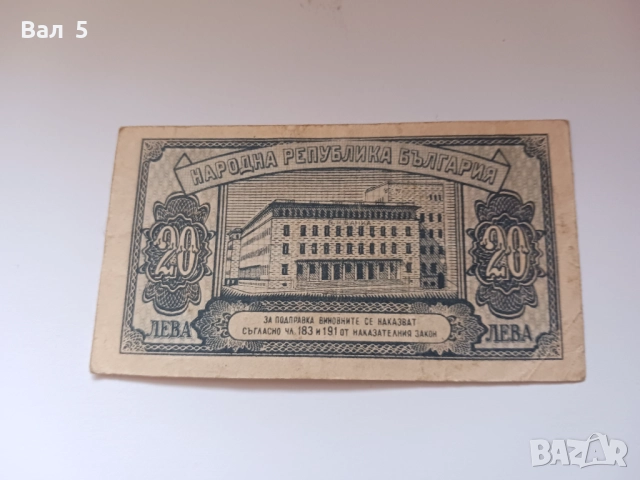 Вал 5
НАРОДНА РЕПУБЛИКА БЪЛГАРИЯ
20
20
ЛЕВА
ЛЕВА
ЗА ПОДПРАВКА ВИНОВНИТЕ СЕ НАКАЗВАТ
СЪГЛАСНО ЧЛ. 183 И 191 ОТ НАКАЗАТЕЛНИЯ ЗАКОН
BAZAR